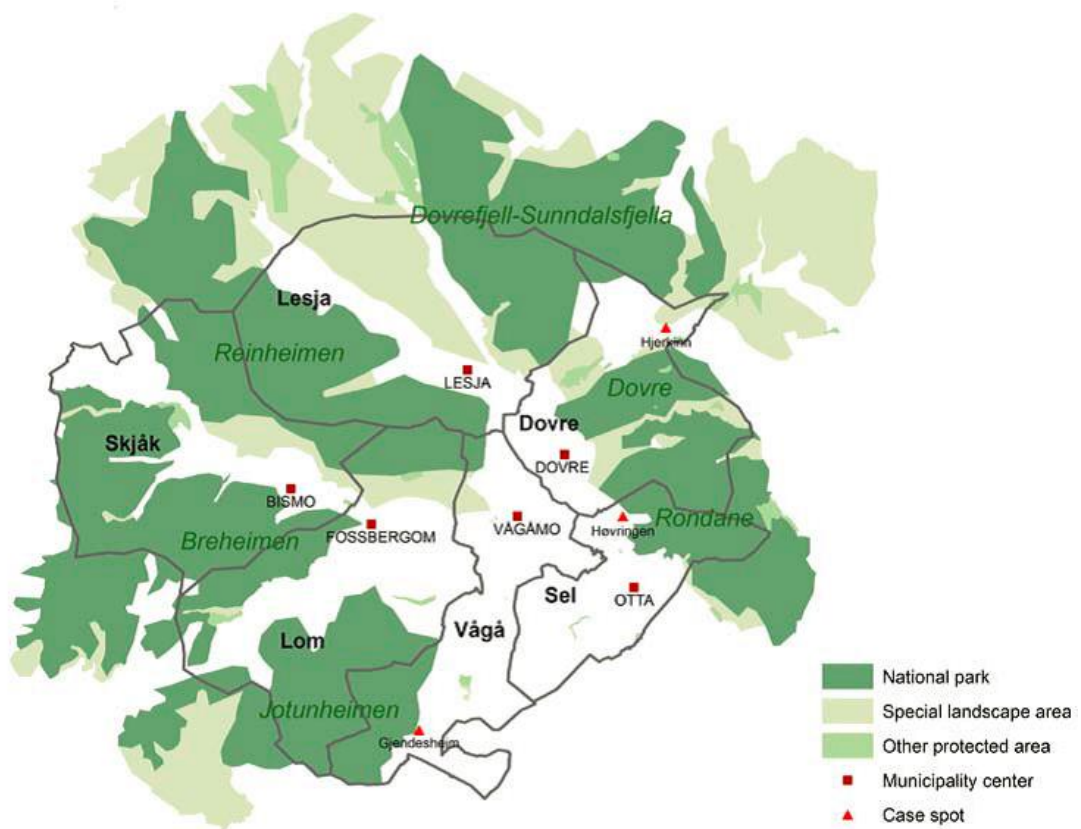 Dovrefjell-Sunndalsfjella
Lesja
Hjerkinn
Reinheimen
LESJA
Dovre
Dovre
Skjåk
DOVRE
BISMO
VÅGÅMO
Høvringen
Rondane
FOSSBERGOM
Breheimen
Sel
OTTA
Lom
Vågå
Jotunheimen
Gjendesheim
National park
Special landscape area
Other protected area
Municipality center
Case spot